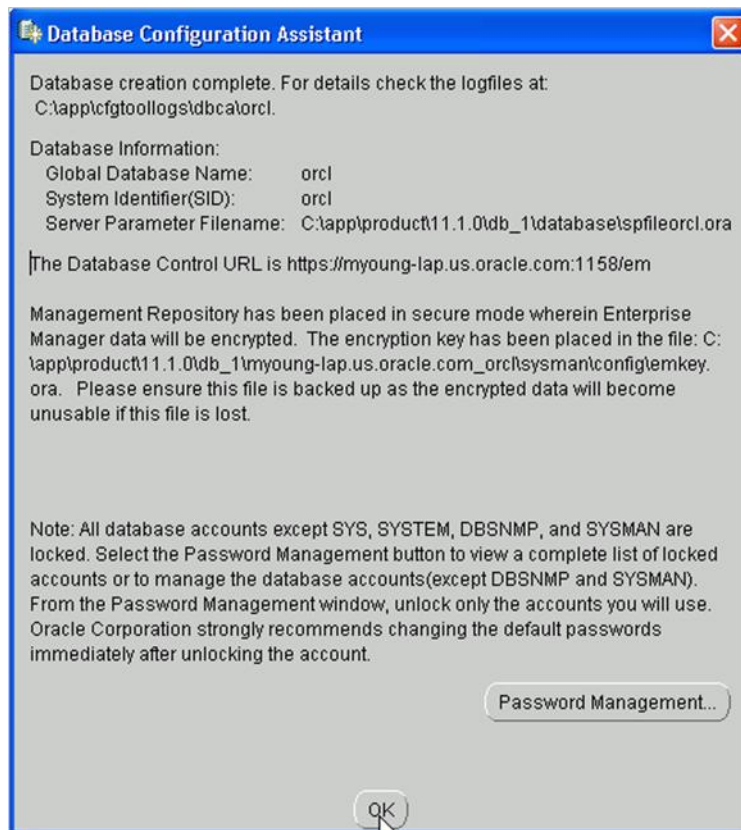 Database Configuration Assistant
Database creation complete. For details check the logfiles at:
C:\app\cfgtoollogs\dbca\orcl.
Database Information:
Global Database Name: orcl
System Identifier(SID): orcl
Server Parameter Filename: C:\app\product\11.1.0\db_1\database\spfileorcl.ora
The Database Control URL is https://myoung-lap.us.oracle.com:1158/em
Management Repository has been placed in secure mode wherein Enterprise
Manager data will be encrypted. The encryption key has been placed in the file: C:
\app\product\11.1.0\db_1\myoung-lap.us.oracle.com_orcl\sysman\config\emkey.
ora. Please ensure this file is backed up as the encrypted data will become
unusable if this file is lost.
Note: All database accounts except SYS, SYSTEM, DBSNMP, and SYSMAN are
locked. Select the Password Management button to view a complete list of locked
accounts or to manage the database accounts(except DBSNMP and SYSMAN).
From the Password Management window, unlock only the accounts you will use.
Oracle Corporation strongly recommends changing the default passwords
immediately after unlocking the account.
Password Management...
OK